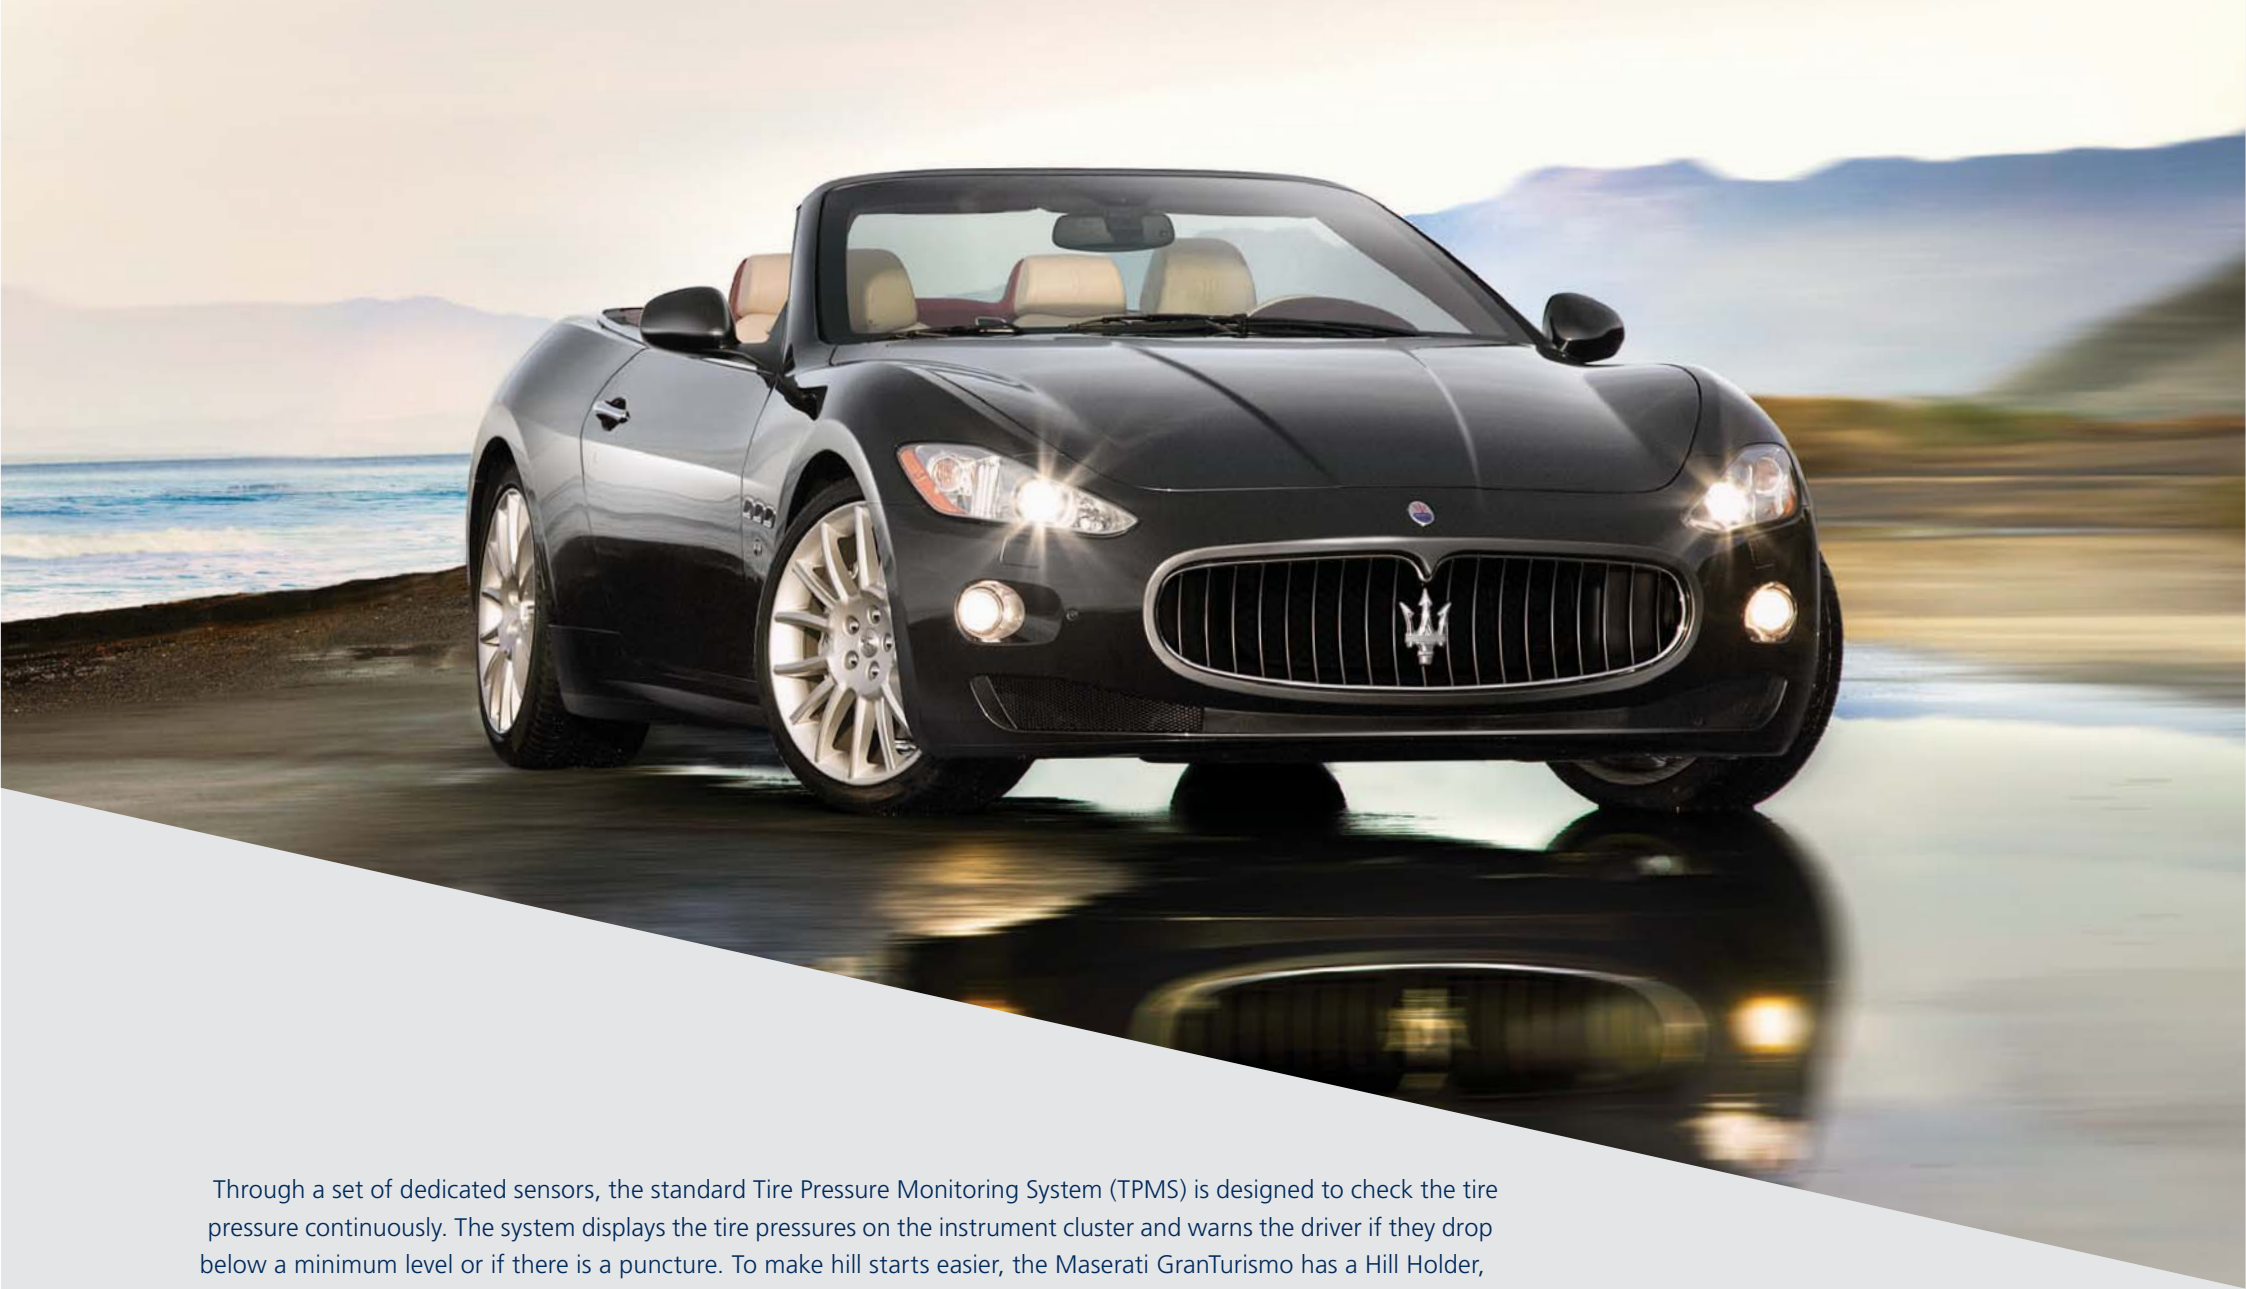 Through a set of dedicated sensors, the standard Tire Pressure Monitoring System (TPMS) is designed to check the tire
pressure continuously. The system displays the tire pressures on the instrument cluster and warns the driver if they drop
below a minimum level or if there is a puncture. To make hill starts easier, the Maserati GranTurismo has a Hill Holder,